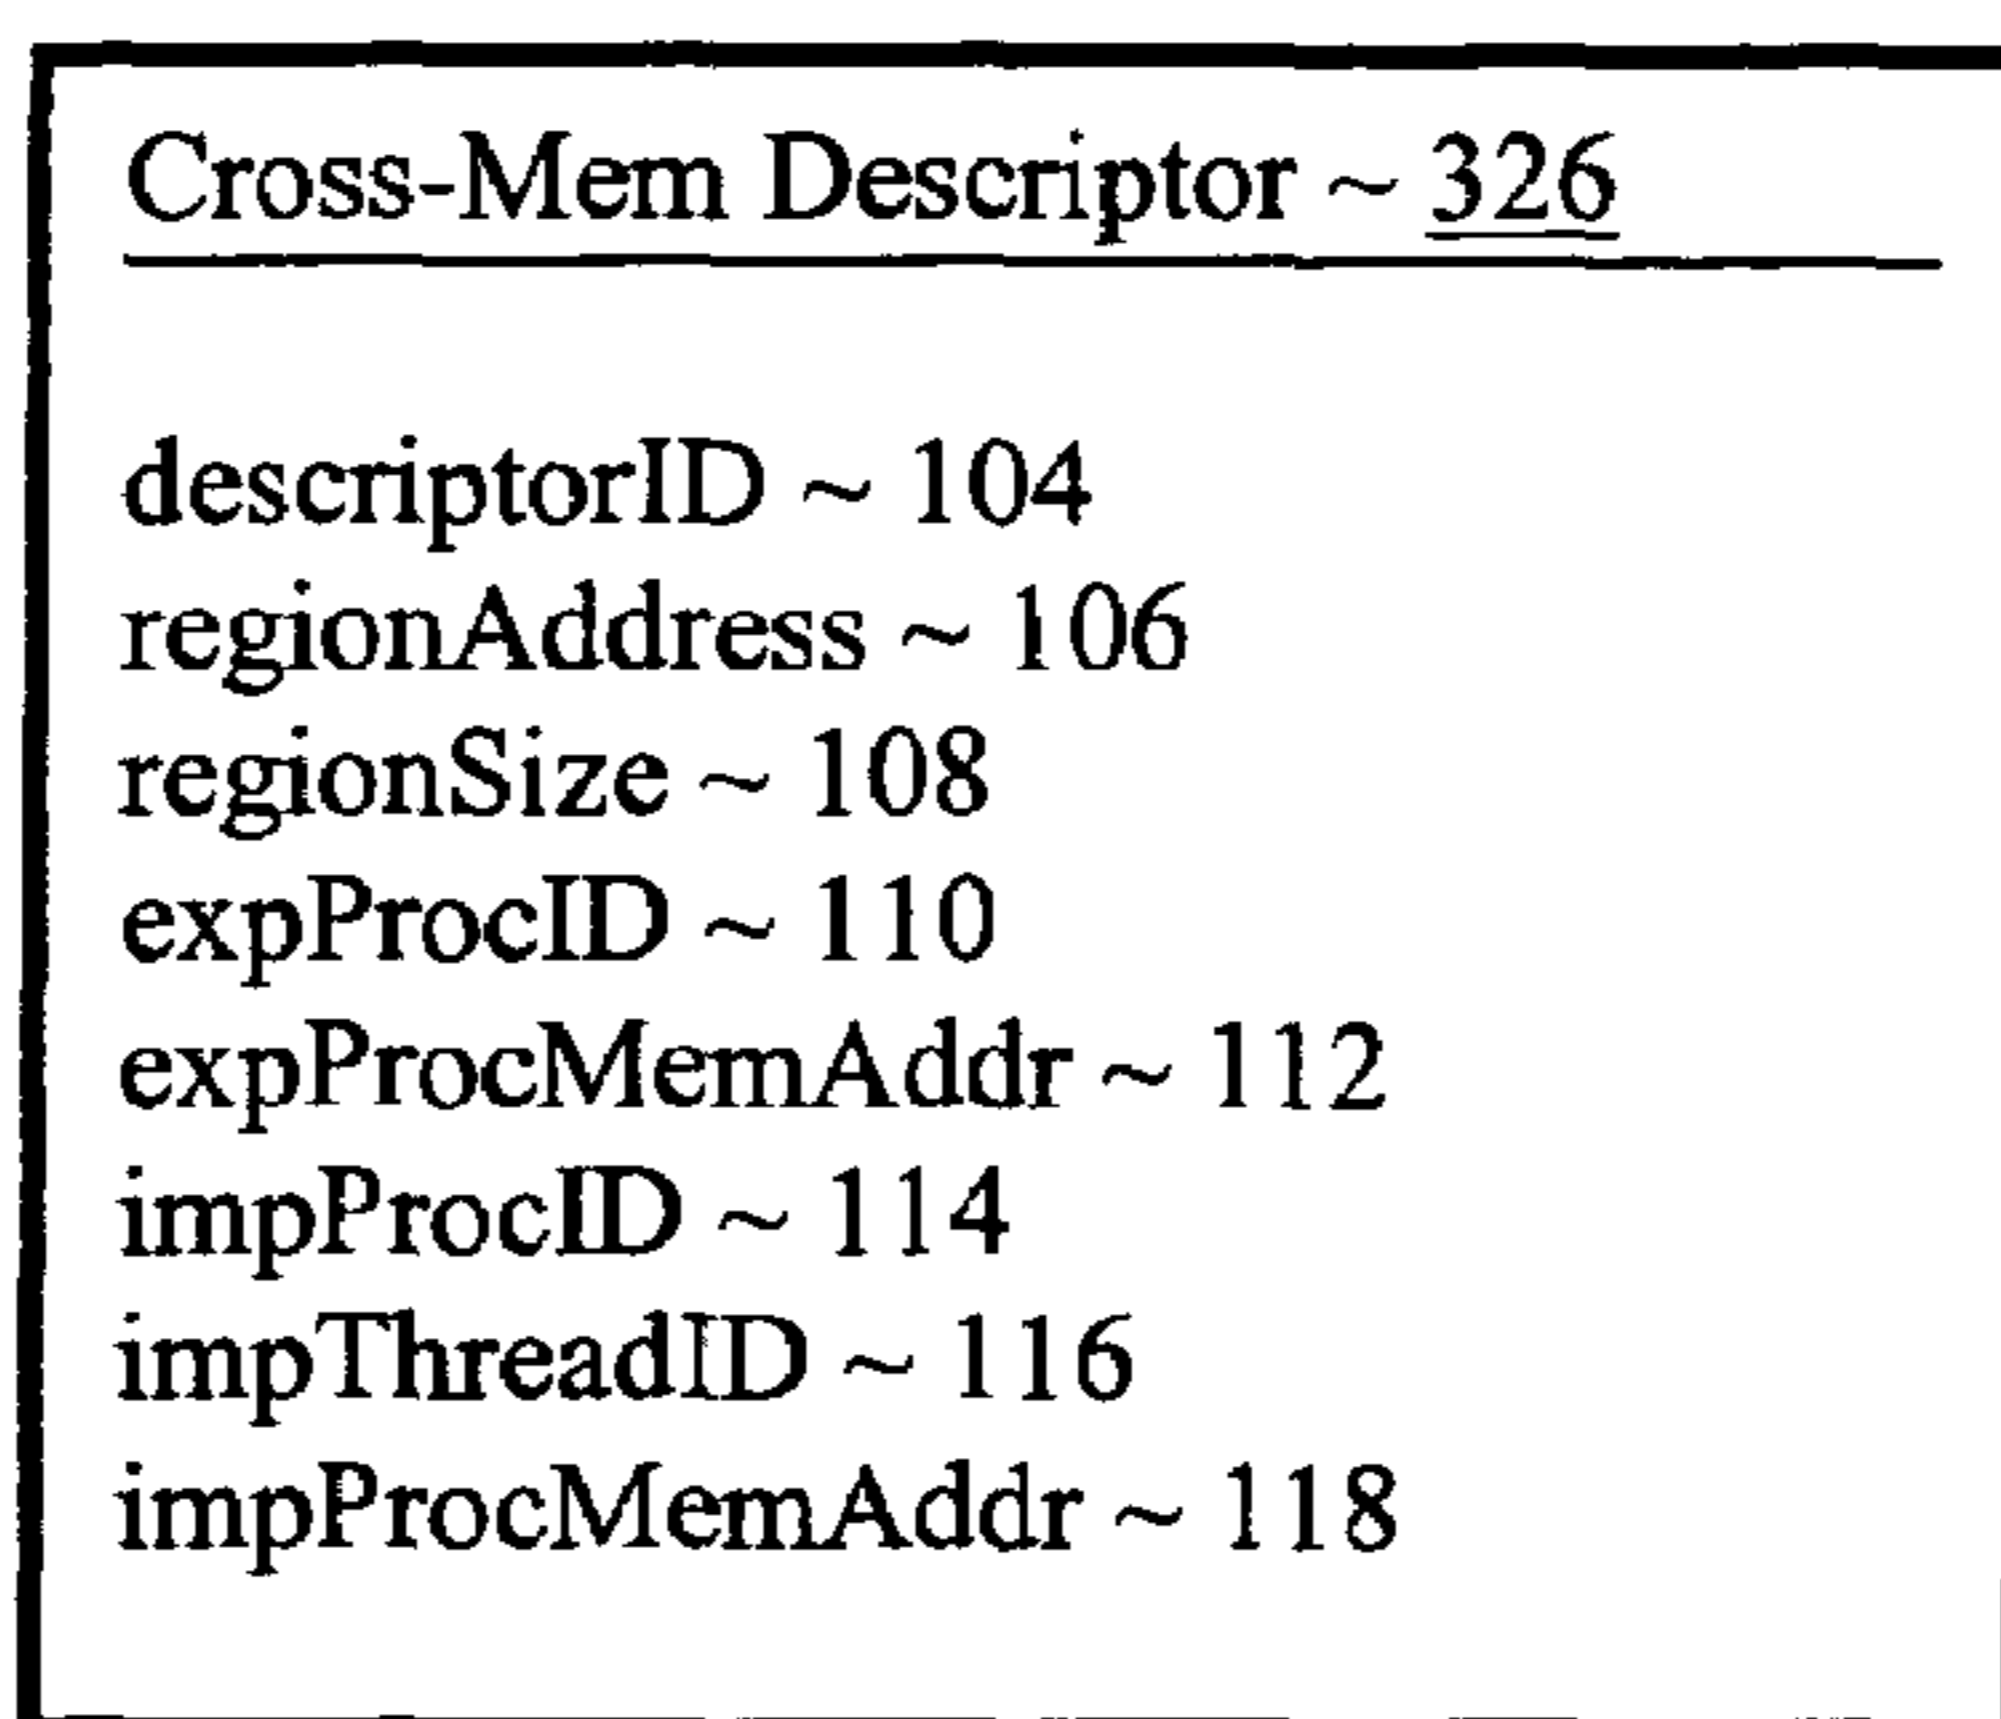 Cross-Mem Descriptor ~ 326
descriptorID ~ 104
regionAddress ~ 106
regionSize ~ 108
expProcID ~ 110
expProcMemAddr ~ 112
impProcID ~ 114
impThreadID ~ 116
impProcMemAddr ~ 118